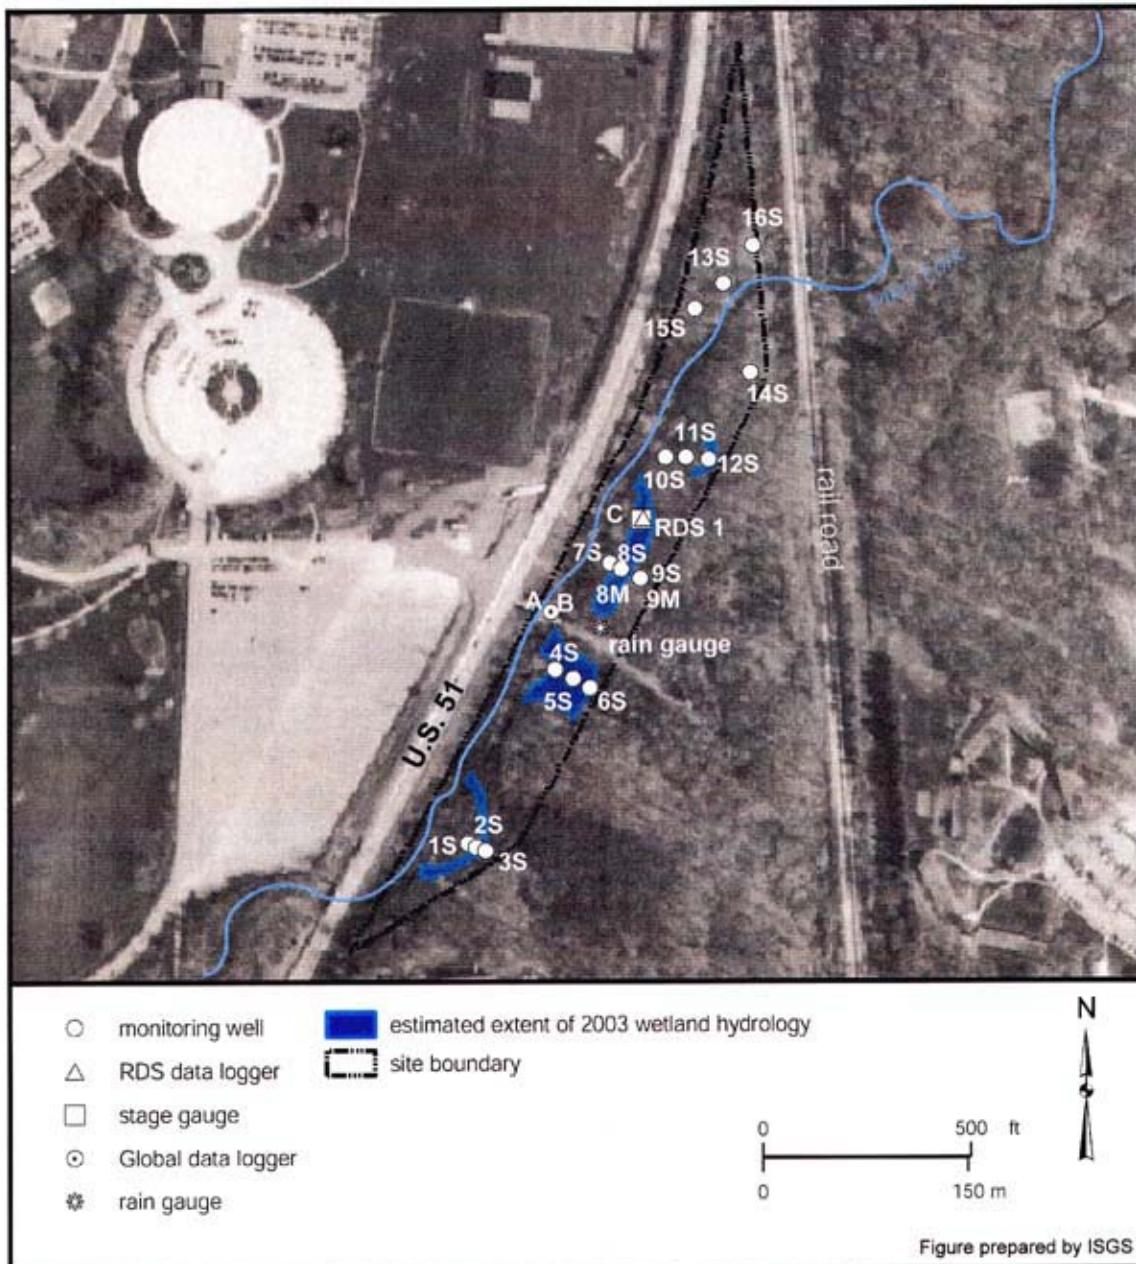 16S
13S
15S
14S
11S
10S
12S
C
RDS 1
7S
8S
9S
8M
9M
A
B
rain gauge
4S
5S
6S
U.S. 51
rail road
2S
1S
3S
monitoring well
RDS data logger
stage gauge
Global data logger
rain gauge
estimated extent of 2003 wetland hydrology
site boundary
N
0 500 ft
0 150 m
Figure prepared by ISGS